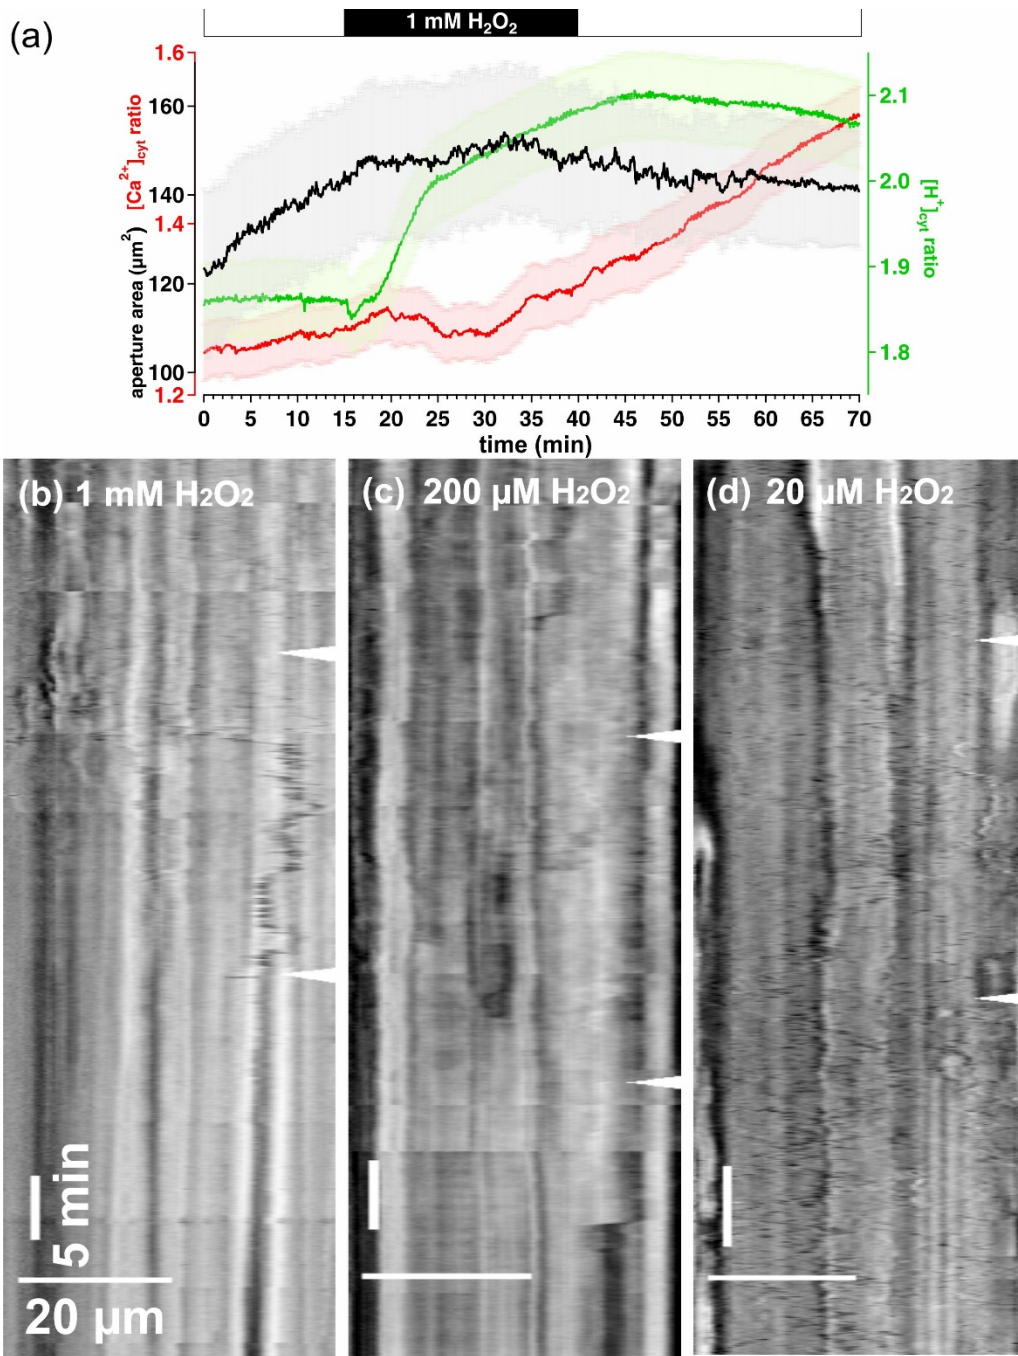 (a)
1 mM H₂O₂
1.6
160
140
1.4
120
100
1.2
[Ca²⁺]cyt ratio
aperture area (µm²)
2.1
2.0
1.9
1.8
[H⁺]cyt ratio
0 5 10 15 20 25 30 35 40 45 50 55 60 65 70
time (min)
(b) 1 mM H₂O₂
(c) 200 µM H₂O₂
(d) 20 µM H₂O₂
5 min
20 µm